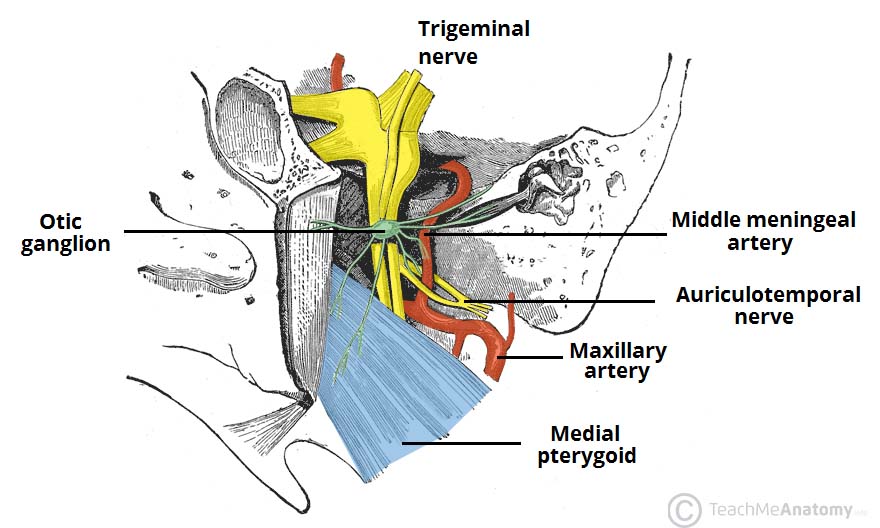 Trigeminal
nerve
Otic
ganglion
Middle meningeal
artery
Auriculotemporal
nerve
Maxillary
artery
Medial
pterygoid
© TeachMeAnatomy